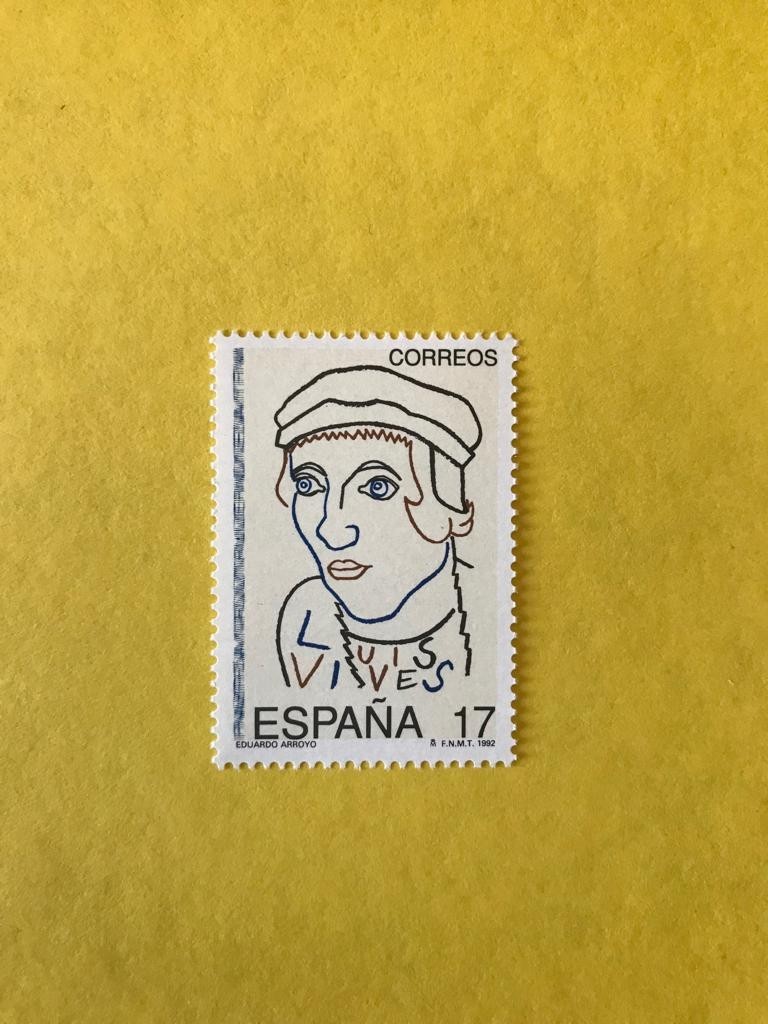 CORREOS
LUIS
VIVES
ESPAÑA 17
EDUARDO ARROYO F.N.M.T. 1992